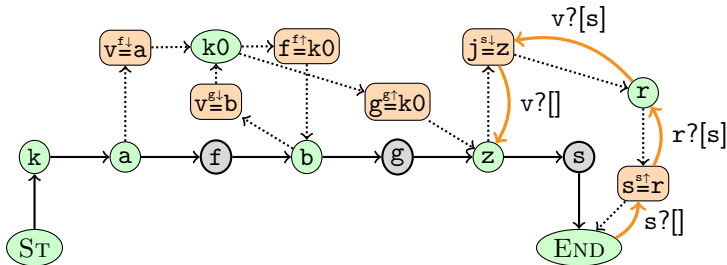 v?[s]
v=f↓a k0 f=f↑k0 j=s↓z
v=g↓b g=g↑k0 v?[] r
r?[s]
k a f b g z s
s=s↑r
s?[]
ST END